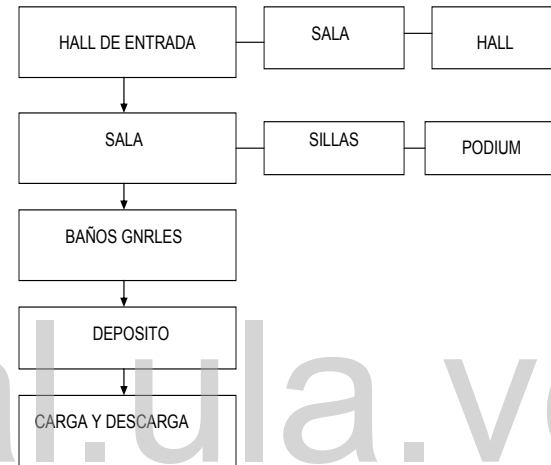 HALL DE ENTRADA
SALA
HALL
SALA
SILLAS
PODIUM
BAÑOS GNRLES
DEPOSITO
CARGA Y DESCARGA
al.ula.ve